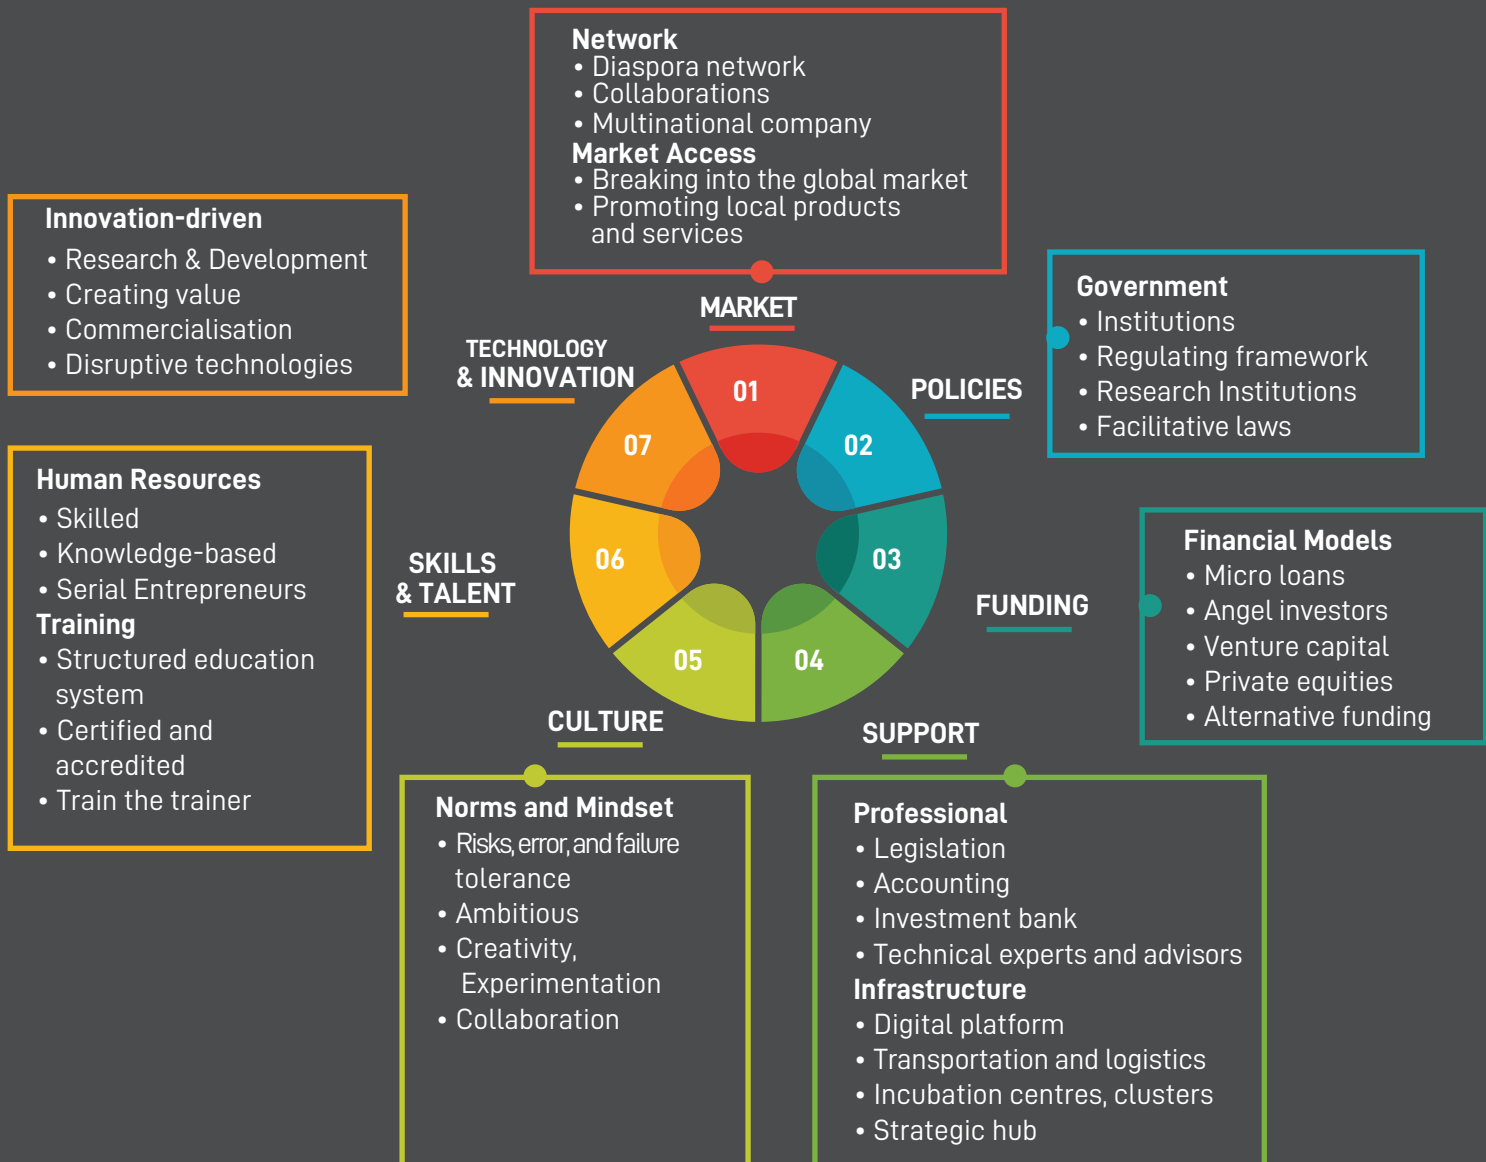 Network
• Diaspora network
• Collaborations
• Multinational company
Market Access
• Breaking into the global market
• Promoting local products
and services
MARKET
01
Government
• Institutions
• Regulating framework
• Research Institutions
• Facilitative laws
POLICIES
02
Financial Models
• Micro loans
• Angel investors
• Venture capital
• Private equities
• Alternative funding
FUNDING
03
SUPPORT
04
Professional
• Legislation
• Accounting
• Investment bank
• Technical experts and advisors
Infrastructure
• Digital platform
• Transportation and logistics
• Incubation centres, clusters
• Strategic hub
CULTURE
05
Norms and Mindset
• Risks, error, and failure
tolerance
• Ambitious
• Creativity,
Experimentation
• Collaboration
SKILLS
& TALENT
06
Human Resources
• Skilled
• Knowledge-based
• Serial Entrepreneurs
Training
• Structured education
system
• Certified and
accredited
• Train the trainer
TECHNOLOGY
& INNOVATION
07
Innovation-driven
• Research & Development
• Creating value
• Commercialisation
• Disruptive technologies